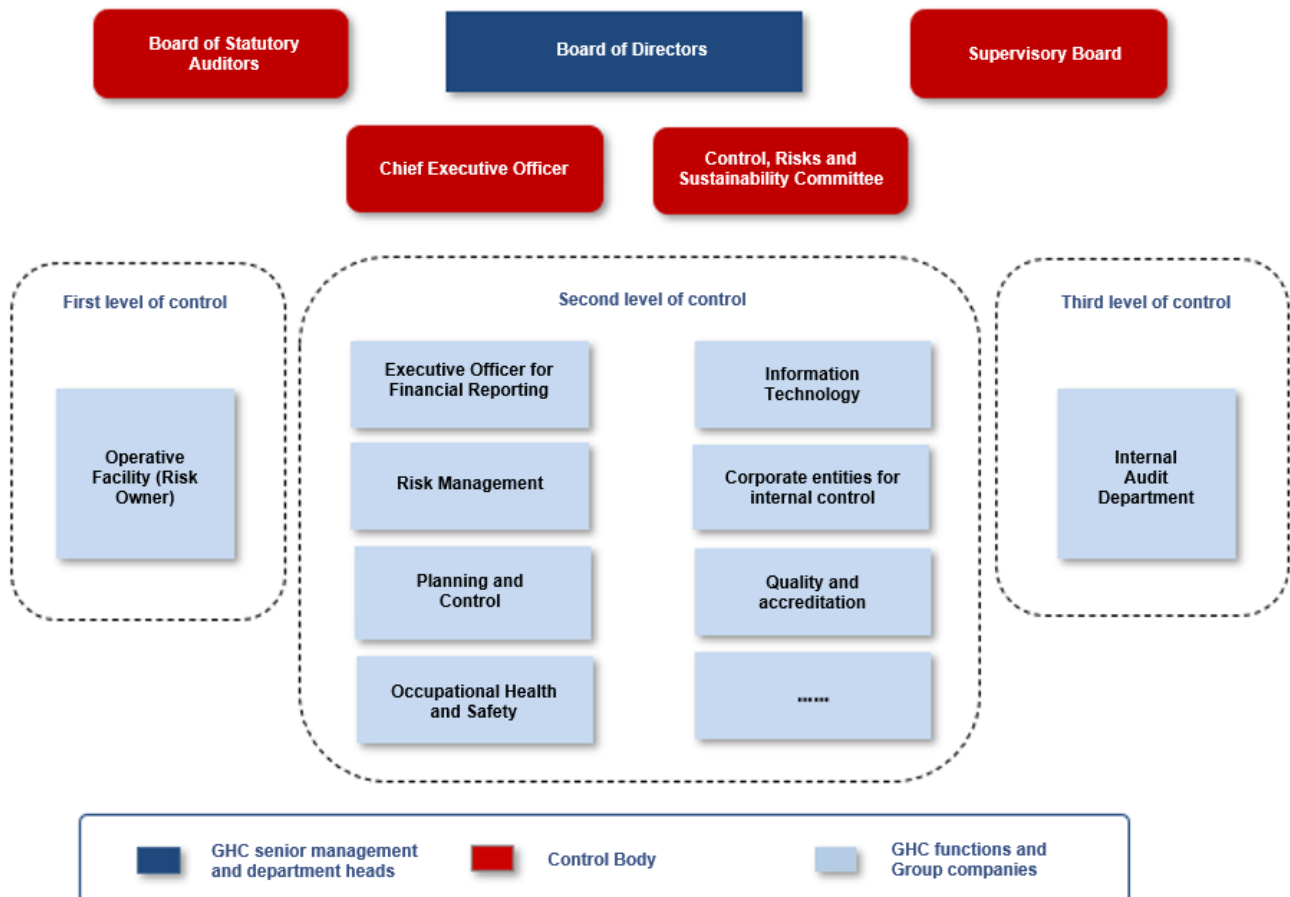 Board of Statutory
Auditors
Board of Directors
Supervisory Board
Chief Executive Officer
Control, Risks and
Sustainability Committee
First level of control
Second level of control
Third level of control
Operative
Facility (Risk
Owner)
Executive Officer for
Financial Reporting
Information
Technology
Risk Management
Corporate entities for
internal control
Planning and
Control
Quality and
accreditation
Occupational Health
and Safety
......
Internal
Audit
Department
GHC senior management
and department heads
Control Body
GHC functions and
Group companies